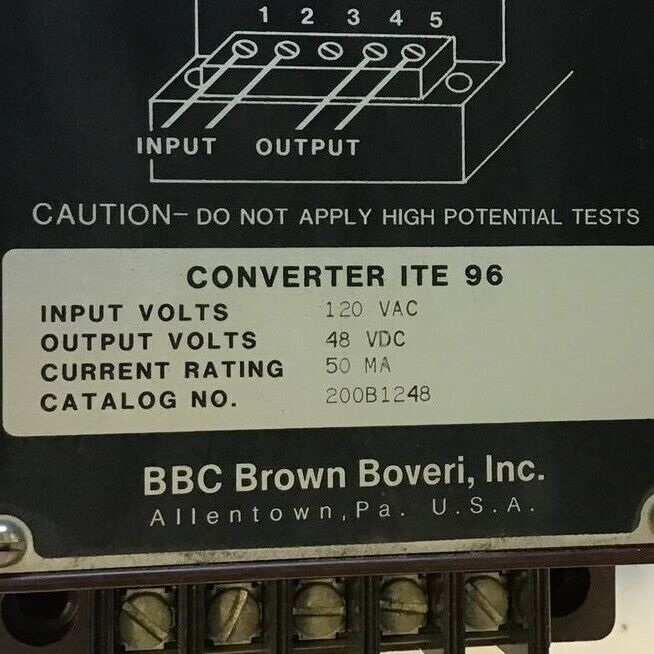 1 2 3 4 5
INPUT OUTPUT
CAUTION- DO NOT APPLY HIGH POTENTIAL TESTS
CONVERTER ITE 96
INPUT VOLTS 120 VAC
OUTPUT VOLTS 48 VDC
CURRENT RATING 50 MA
CATALOG NO. 200B1248
BBC Brown Boveri, Inc.
Allentown, Pa. U.S.A.